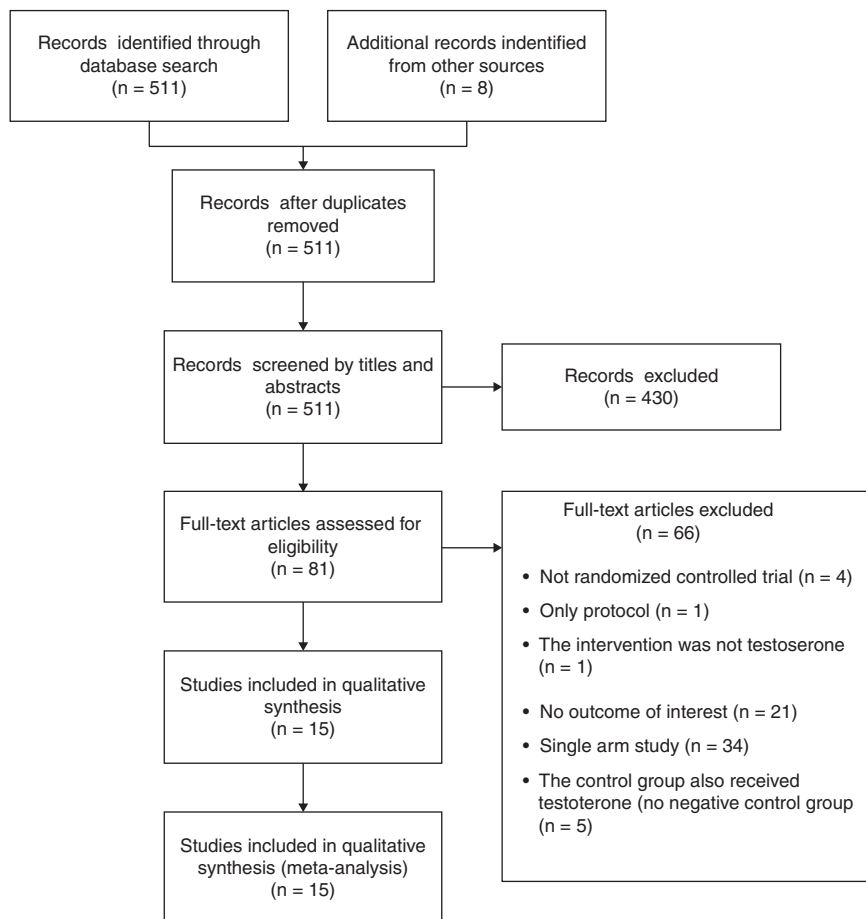 Records identified through
database search
(n = 511)
Additional records indentified
from other sources
(n = 8)
Records after duplicates
removed
(n = 511)
Records screened by titles and
abstracts
(n = 511)
Records excluded
(n = 430)
Full-text articles assessed for
eligibility
(n = 81)
Full-text articles excluded
(n = 66)
• Not randomized controlled trial (n = 4)
• Only protocol (n = 1)
• The intervention was not testoserone
(n = 1)
• No outcome of interest (n = 21)
• Single arm study (n = 34)
• The control group also received
testoterone (no negative control group
(n = 5)
Studies included in qualitative
synthesis
(n = 15)
Studies included in qualitative
synthesis (meta-analysis)
(n = 15)